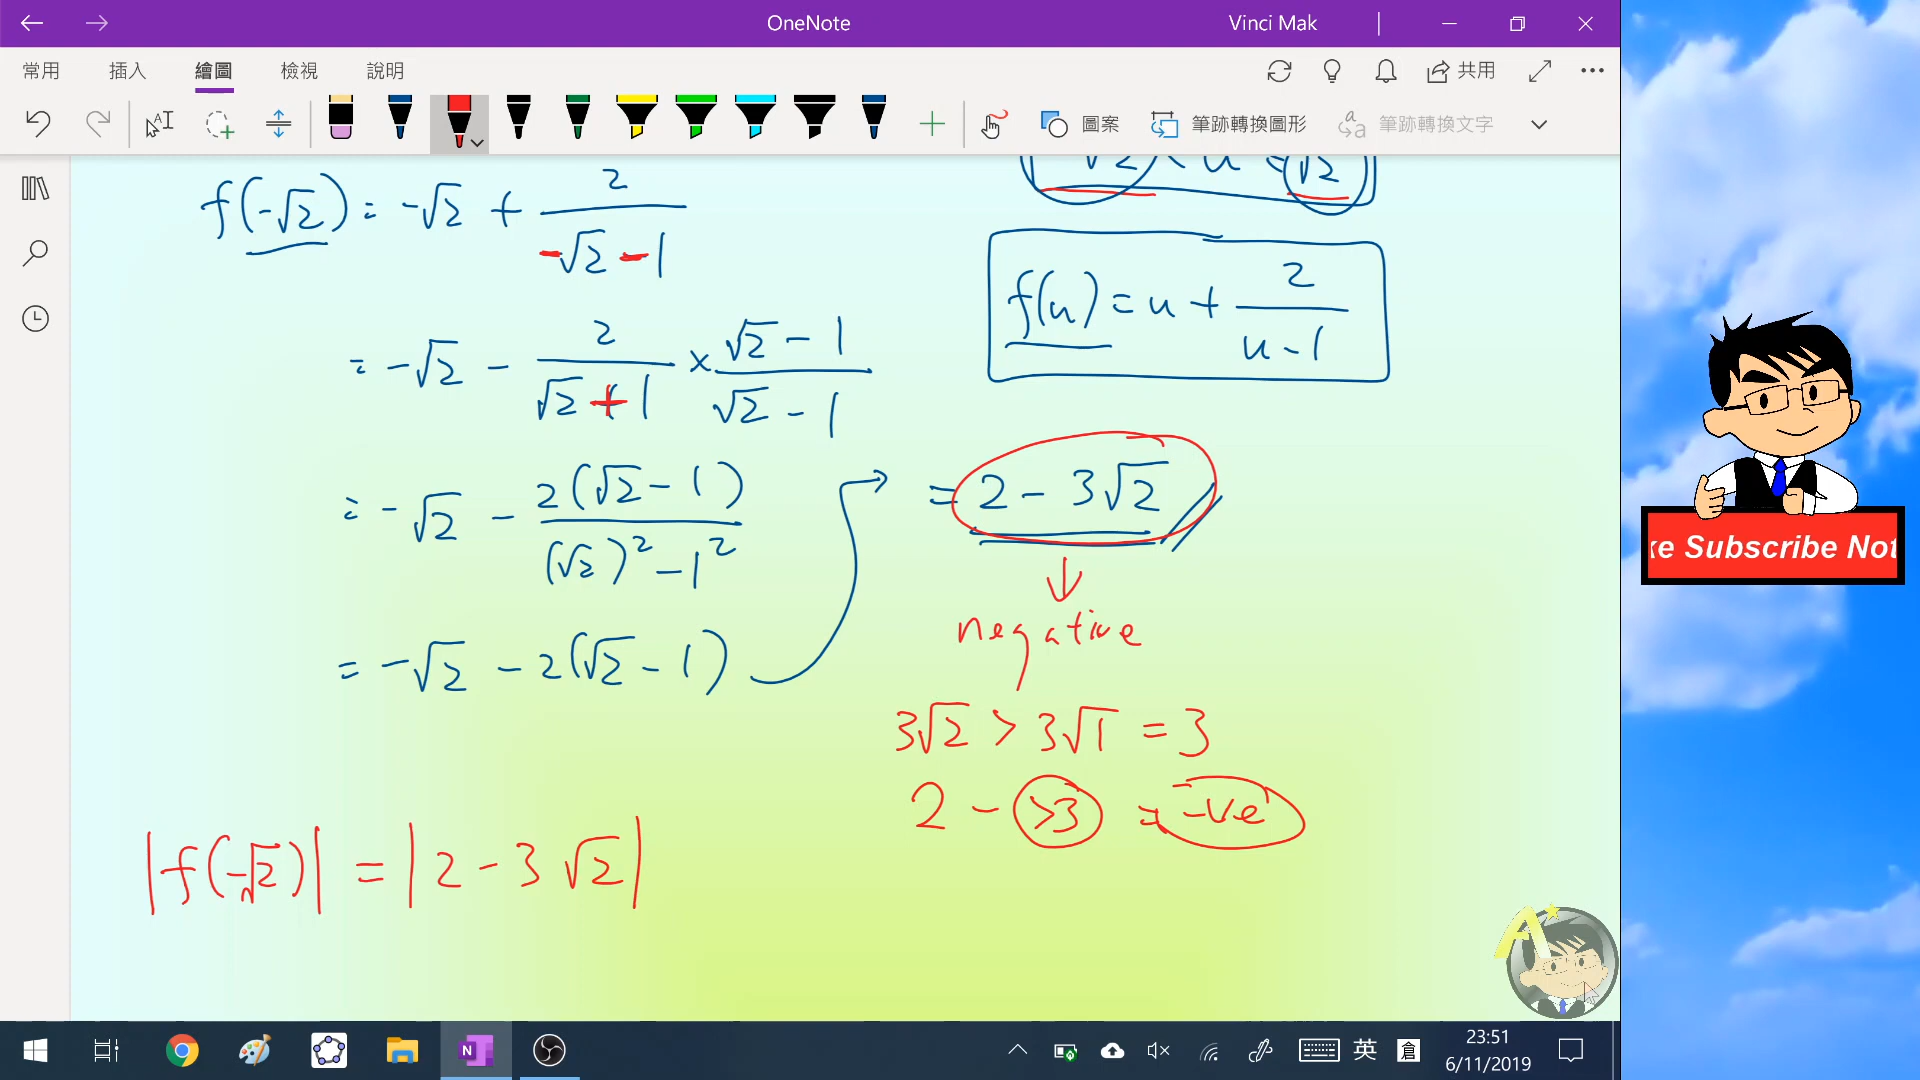 OneNote
Vinci Mak
常用 插入 繪圖 檢視 說明 共用
圖案 筆跡轉換圖形 筆跡轉換文字
f(-√2) = -√2 + 2/(-√2 - 1)
= -√2 - 2/(√2 + 1) × (√2 - 1)/(√2 - 1)
= -√2 - 2(√2 - 1)/((√2)² - 1²)
= -√2 - 2(√2 - 1)
f(u) = u + 2/(u - 1)
= 2 - 3√2
↓
negative
3√2 > 3√1 = 3
2 - >3 = -ve
|f(-√2)| = |2 - 3√2|
ke Subscribe Not
A
英 倉
23:51
6/11/2019